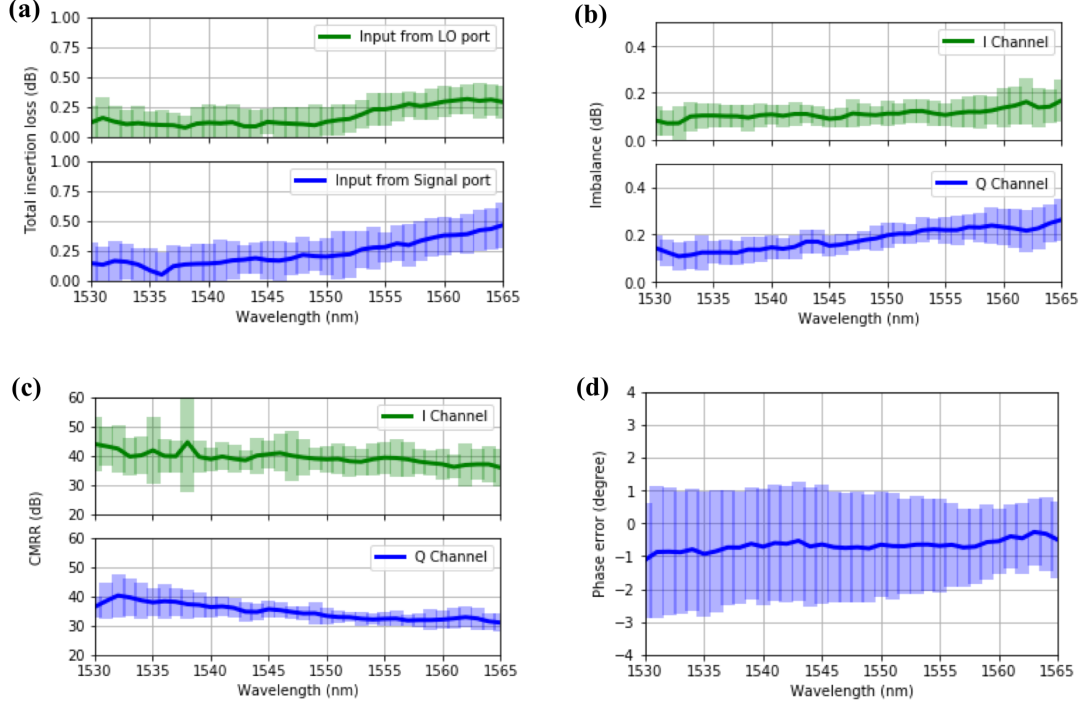 (a)
Total insertion loss (dB)
1.00
0.75
0.50
0.25
0.00
Input from LO port
1.00
0.75
0.50
0.25
0.00
Input from Signal port
1530 1535 1540 1545 1550 1555 1560 1565
Wavelength (nm)
(b)
Imbalance (dB)
0.4
0.2
0.0
I Channel
0.4
0.2
0.0
Q Channel
1530 1535 1540 1545 1550 1555 1560 1565
Wavelength (nm)
(c)
CMRR (dB)
60
50
40
30
20
I Channel
60
50
40
30
20
Q Channel
1530 1535 1540 1545 1550 1555 1560 1565
Wavelength (nm)
(d)
Phase error (degree)
4
3
2
1
0
−1
−2
−3
−4
1530 1535 1540 1545 1550 1555 1560 1565
Wavelength (nm)